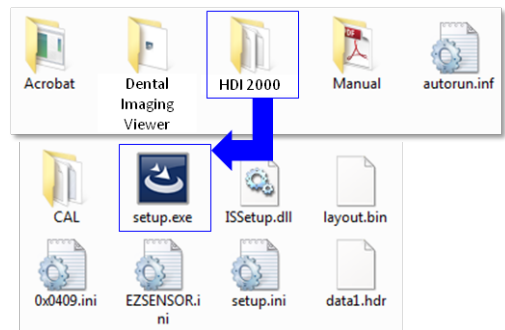 Acrobat
Dental
Imaging
Viewer
HDI 2000
Manual
autorun.inf
CAL
setup.exe
ISSetup.dll
layout.bin
0x0409.ini
EZSENSOR.i
ni
setup.ini
data1.hdr